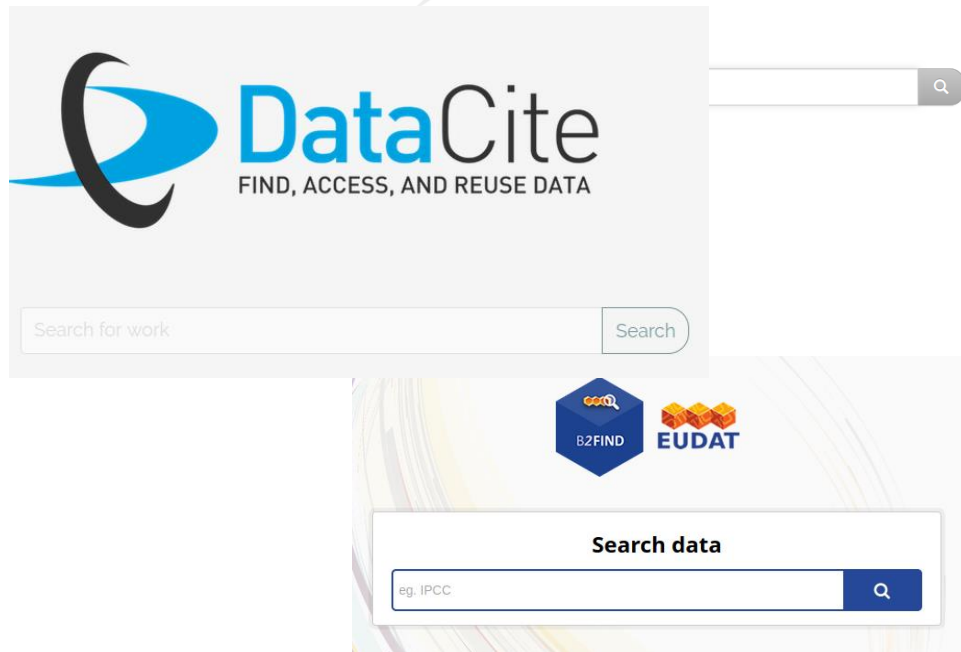 DataCite
FIND, ACCESS, AND REUSE DATA
Search for work
Search
B2FIND
EUDAT
Search data
eg. IPCC